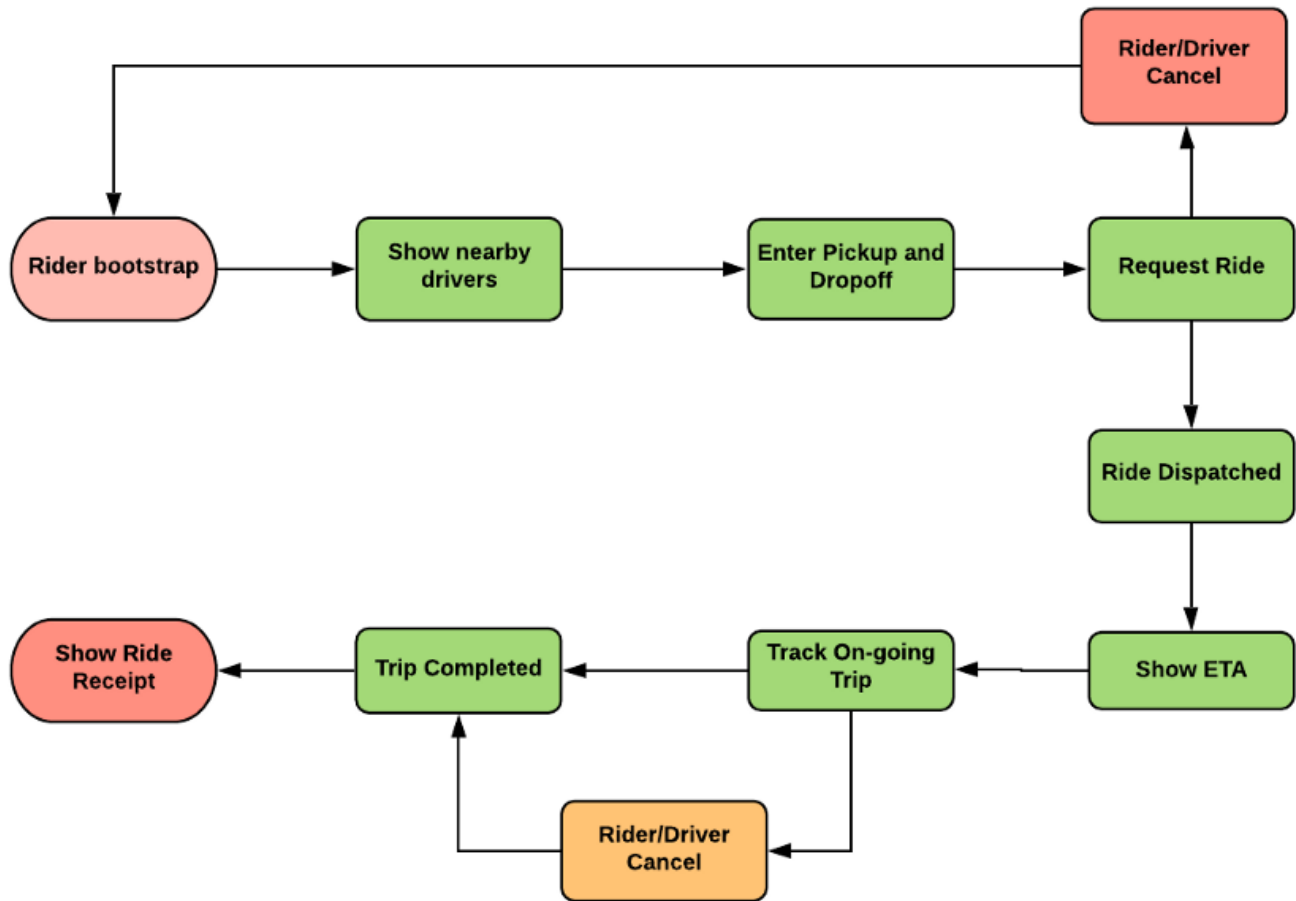 Rider/Driver
Cancel
Rider bootstrap
Show nearby
drivers
Enter Pickup and
Dropoff
Request Ride
Ride Dispatched
Show Ride
Receipt
Trip Completed
Track On-going
Trip
Show ETA
Rider/Driver
Cancel